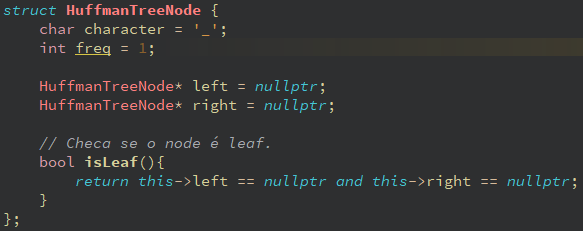 struct HuffmanTreeNode {
    char character = '_';
    int freq = 1;

    HuffmanTreeNode* left = nullptr;
    HuffmanTreeNode* right = nullptr;

    // Checa se o node é leaf.
    bool isLeaf(){
        return this->left == nullptr and this->right == nullptr;
    }
};